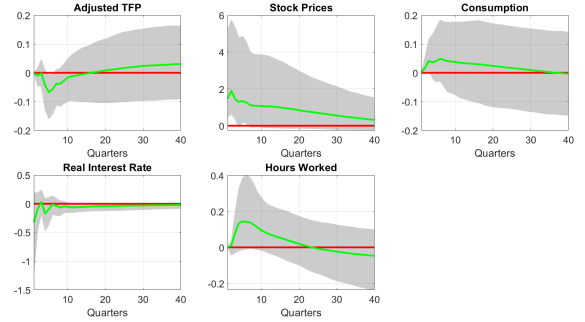 Adjusted TFP
0.2
0.1
0
-0.1
-0.2
10 20 30 40
Quarters
Stock Prices
6
4
2
0
10 20 30 40
Quarters
Consumption
0.2
0.1
0
-0.1
-0.2
10 20 30 40
Quarters
Real Interest Rate
0.5
0
-0.5
-1
-1.5
10 20 30 40
Quarters
Hours Worked
0.4
0.2
0
-0.2
10 20 30 40
Quarters